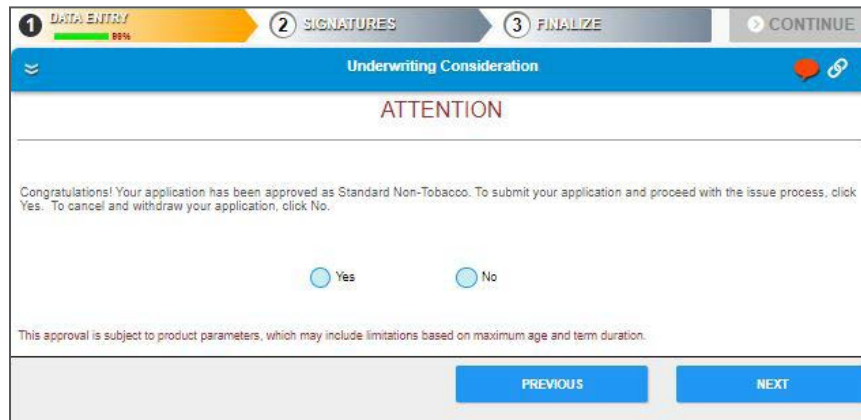 1 DATA ENTRY
98%
2 SIGNATURES
3 FINALIZE
CONTINUE
Underwriting Consideration
ATTENTION
Congratulations! Your application has been approved as Standard Non-Tobacco. To submit your application and proceed with the issue process, click
Yes. To cancel and withdraw your application, click No.
Yes No
This approval is subject to product parameters, which may include limitations based on maximum age and term duration.
PREVIOUS NEXT